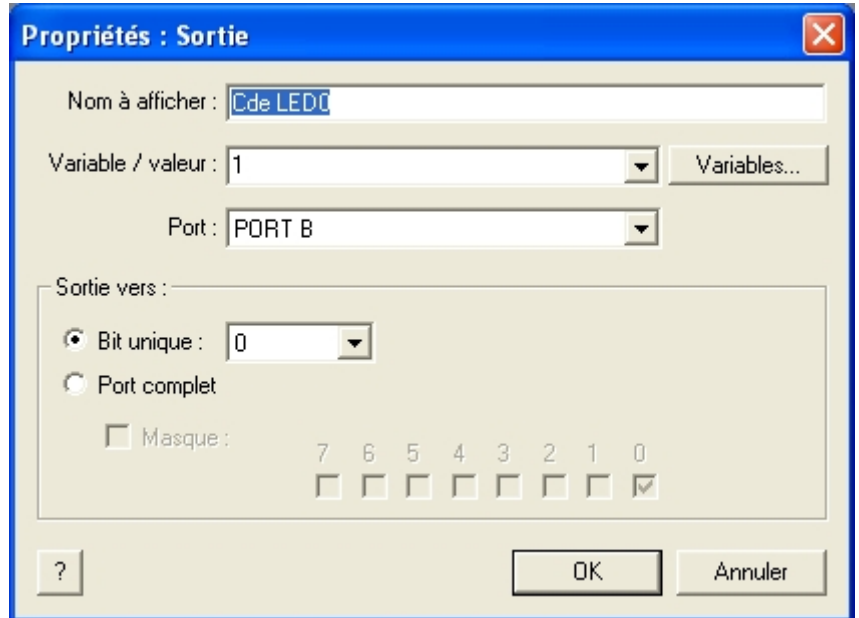 Propriétés : Sortie
Nom à afficher : Cde LED0
Variable / valeur : 1 Variables...
Port : PORT B
Sortie vers :
Bit unique : 0
Port complet
Masque :
7 6 5 4 3 2 1 0
? OK Annuler